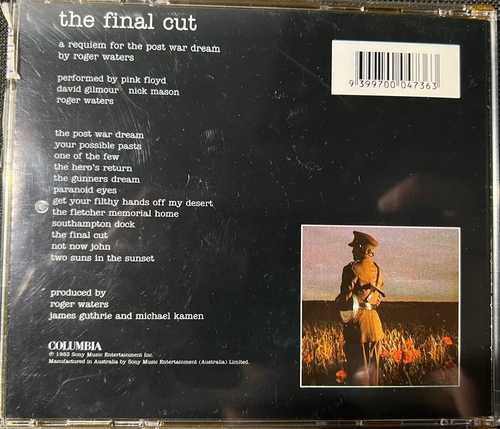 the final cut
a requiem for the post war dream
by roger waters
performed by pink floyd
david gilmour nick mason
roger waters
9 399700 047363
the post war dream
your possible pasts
one of the few
the hero's return
the gunners dream
paranoid eyes
get your filthy hands off my desert
the fletcher memorial home
southampton dock
the final cut
not now john
two suns in the sunset
produced by
roger waters
james guthrie and michael kamen
COLUMBIA
℗ 1983 Sony Music Entertainment Inc.
Manufactured in Australia by Sony Music Entertainment (Australia) Limited.